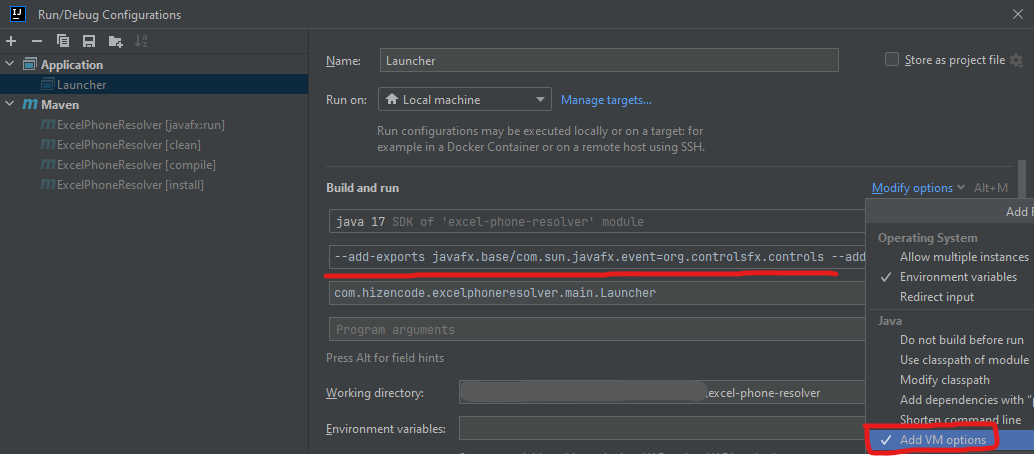 Run/Debug Configurations
Application
Launcher
Maven
ExcelPhoneResolver [javafx:run]
ExcelPhoneResolver [clean]
ExcelPhoneResolver [compile]
ExcelPhoneResolver [install]
Name: Launcher
Store as project file
Run on: Local machine
Manage targets...
Run configurations may be executed locally or on a target: for
example in a Docker Container or on a remote host using SSH.
Build and run
Modify options Alt+M
java 17 SDK of 'excel-phone-resolver' module
--add-exports javafx.base/com.sun.javafx.event=org.controlsfx.controls --add
com.hizencode.excelphoneresolver.main.Launcher
Program arguments
Press Alt for field hints
Working directory: excel-phone-resolver
Environment variables:
Add
Operating System
Allow multiple instances
Environment variables
Redirect input
Java
Do not build before run
Use classpath of module
Modify classpath
Add dependencies with “
Shorten command line
Add VM options